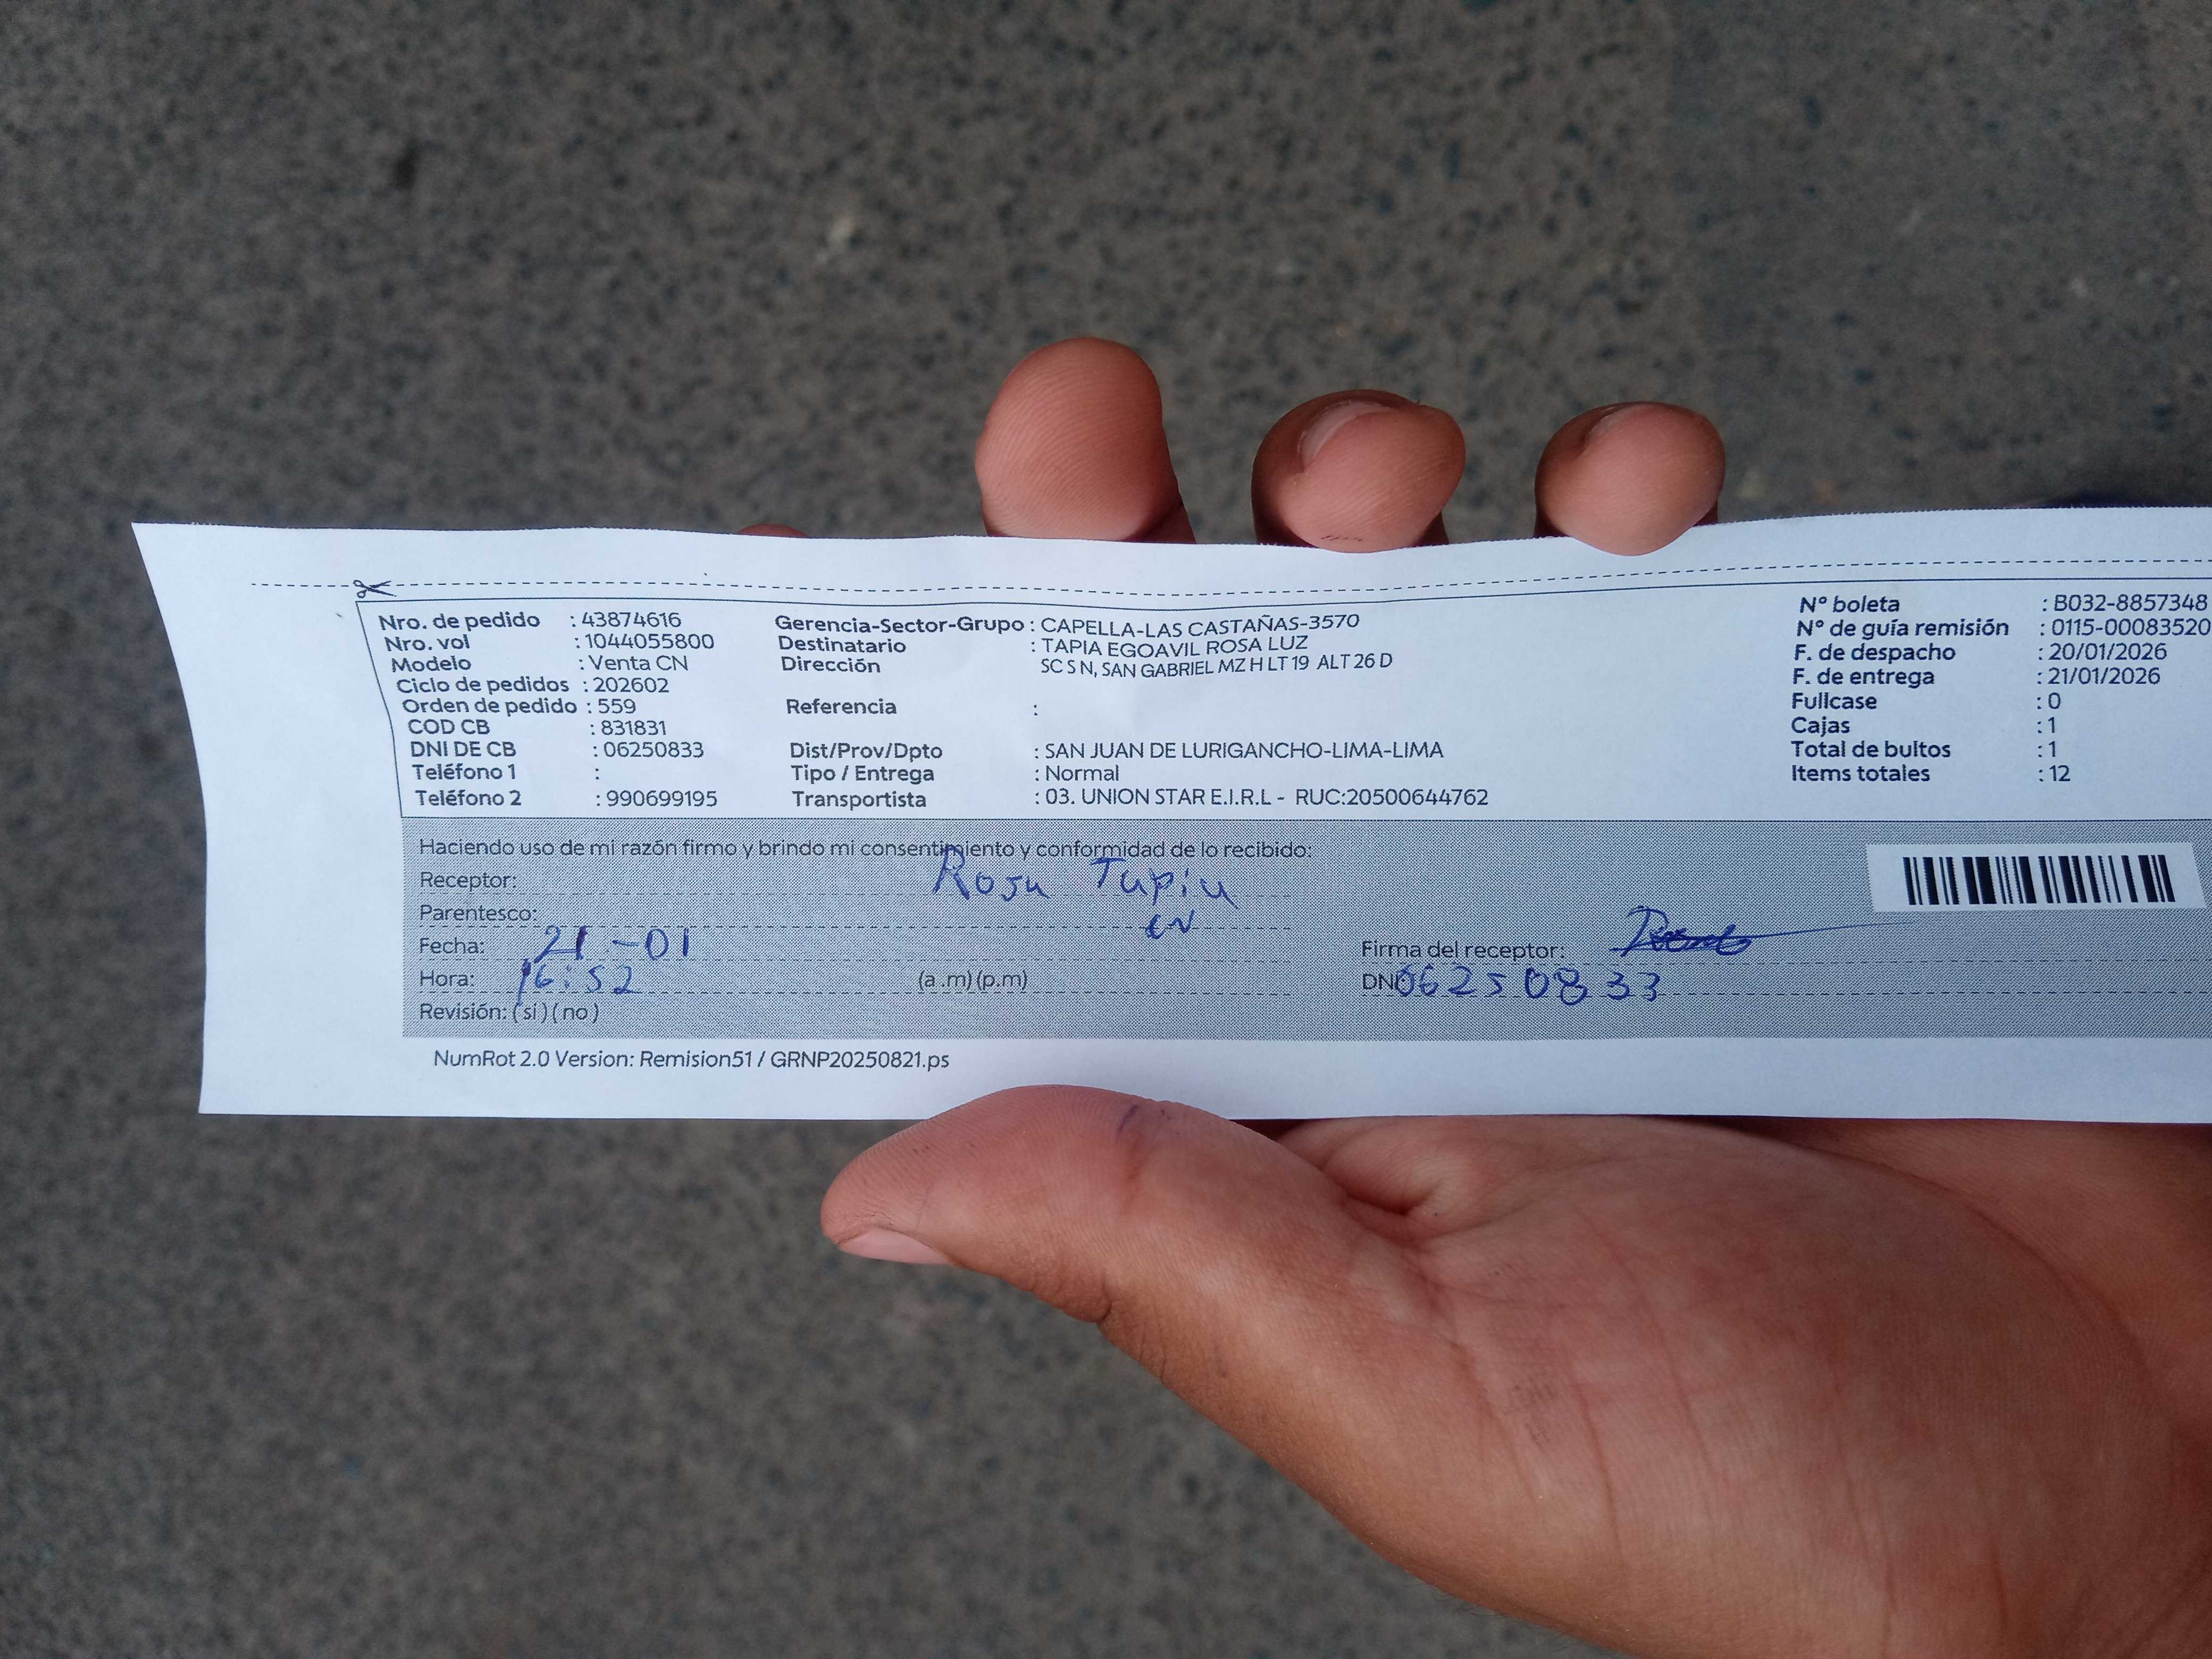 Nro. de pedido : 43874616
Nro. vol : 1044055800
Modelo : Venta CN
Ciclo de pedidos : 202602
Orden de pedido : 559
COD CB : 831831
DNI DE CB : 06250833
Teléfono 1 :
Teléfono 2 : 990699195
Gerencia-Sector-Grupo : CAPELLA-LAS CASTAÑAS-3570
Destinatario : TAPIA EGOAVIL ROSA LUZ
Dirección SC S N, SAN GABRIEL MZ H LT 19 ALT 26 D
Referencia :
Dist/Prov/Dpto : SAN JUAN DE LURIGANCHO-LIMA-LIMA
Tipo / Entrega : Normal
Transportista : 03. UNION STAR E.I.R.L - RUC:20500644762
N° boleta : B032-8857348
N° de guía remisión : 0115-00083520
F. de despacho : 20/01/2026
F. de entrega : 21/01/2026
Fullcase : 0
Cajas : 1
Total de bultos : 1
Items totales : 12
Haciendo uso de mi razón firmo y brindo mi consentimiento y conformidad de lo recibido:
Receptor: Rosa Tapia
Parentesco: CN
Fecha: 21-01
Hora: 16:52 (a .m) (p.m)
Revisión: ( si ) ( no )
Firma del receptor:
DNI 06250833
NumRot 2.0 Version: Remision51 / GRNP20250821.ps